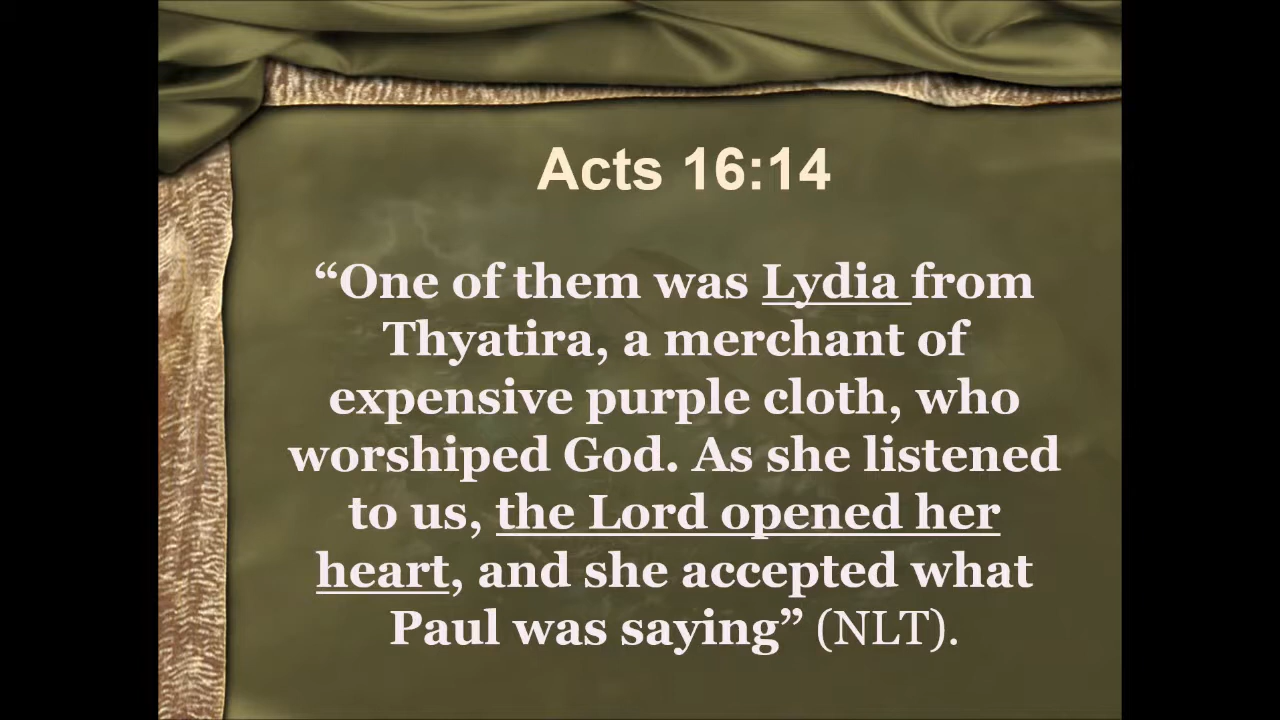 Acts 16:14
“One of them was Lydia from
Thyatira, a merchant of
expensive purple cloth, who
worshiped God. As she listened
to us, the Lord opened her
heart, and she accepted what
Paul was saying” (NLT).